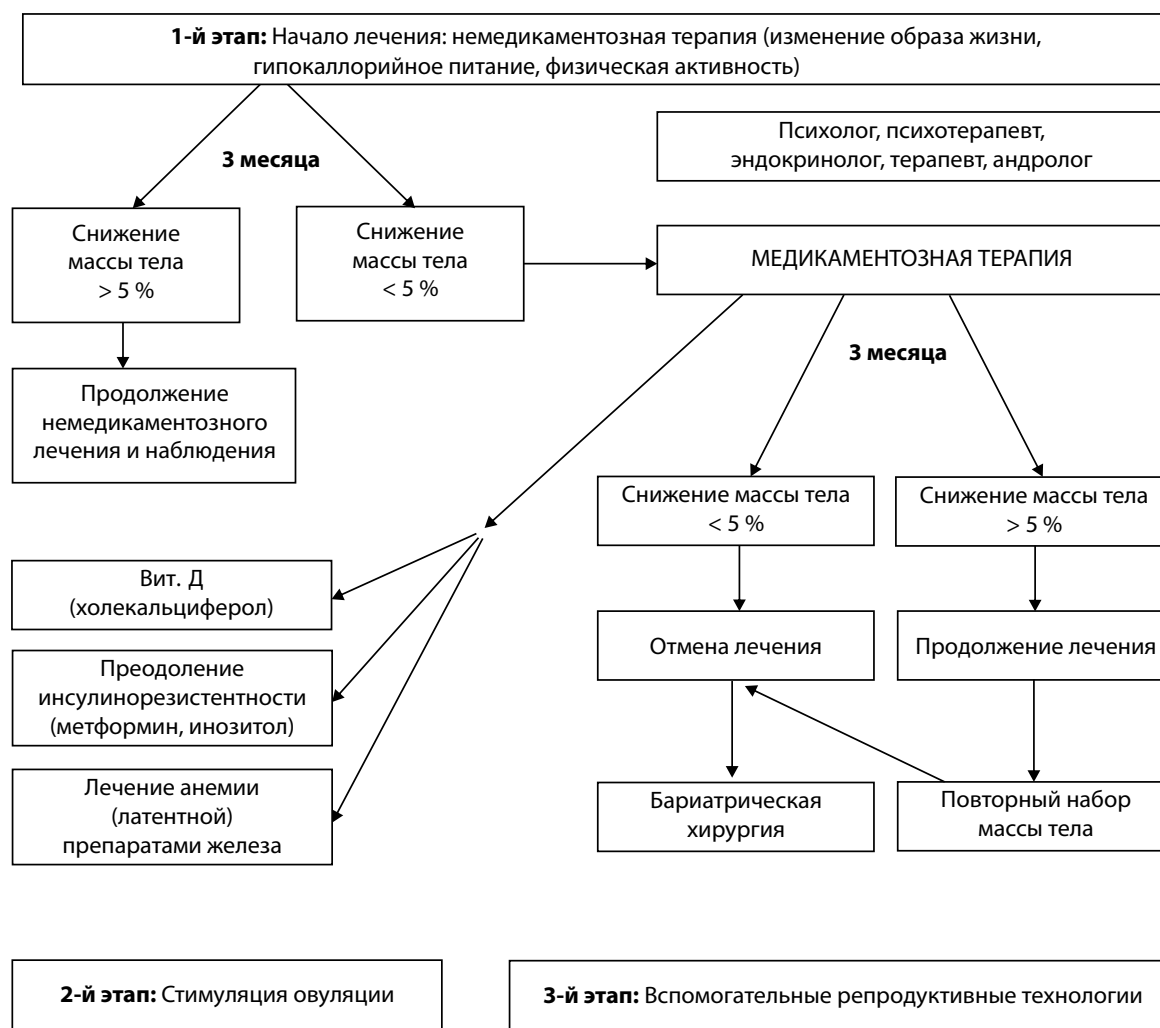 1-й этап: Начало лечения: немедикаментозная терапия (изменение образа жизни,
гипокаллорийное питание, физическая активность)
Психолог, психотерапевт,
эндокринолог, терапевт, андролог
3 месяца
Снижение
массы тела
> 5 %
Снижение
массы тела
< 5 %
МЕДИКАМЕНТОЗНАЯ ТЕРАПИЯ
3 месяца
Продолжение
немедикаментозного
лечения и наблюдения
Снижение массы тела
< 5 %
Снижение массы тела
> 5 %
Вит. Д
(холекальциферол)
Отмена лечения
Продолжение лечения
Преодоление
инсулинорезистентности
(метформин, инозитол)
Лечение анемии
(латентной)
препаратами железа
Бариатрическая
хирургия
Повторный набор
массы тела
2-й этап: Стимуляция овуляции
3-й этап: Вспомогательные репродуктивные технологии